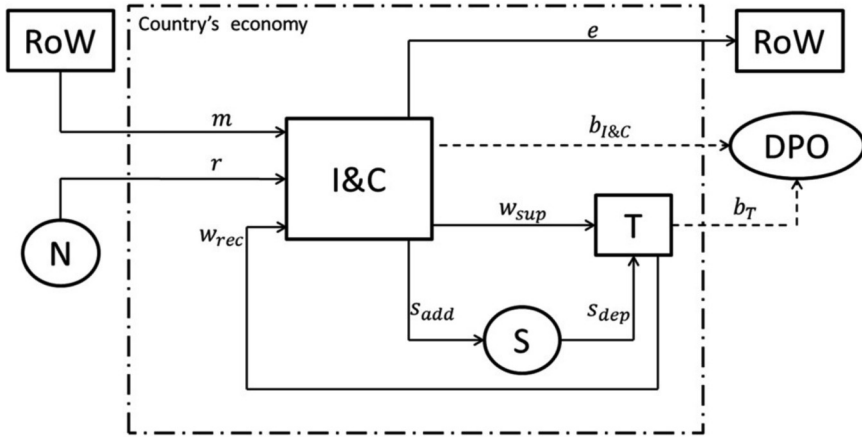 Country's economy
RoW
e
RoW
m
b_{I&C}
I&C
DPO
r
w_{sup}
T
b_T
w_{rec}
N
s_{add}
s_{dep}
S